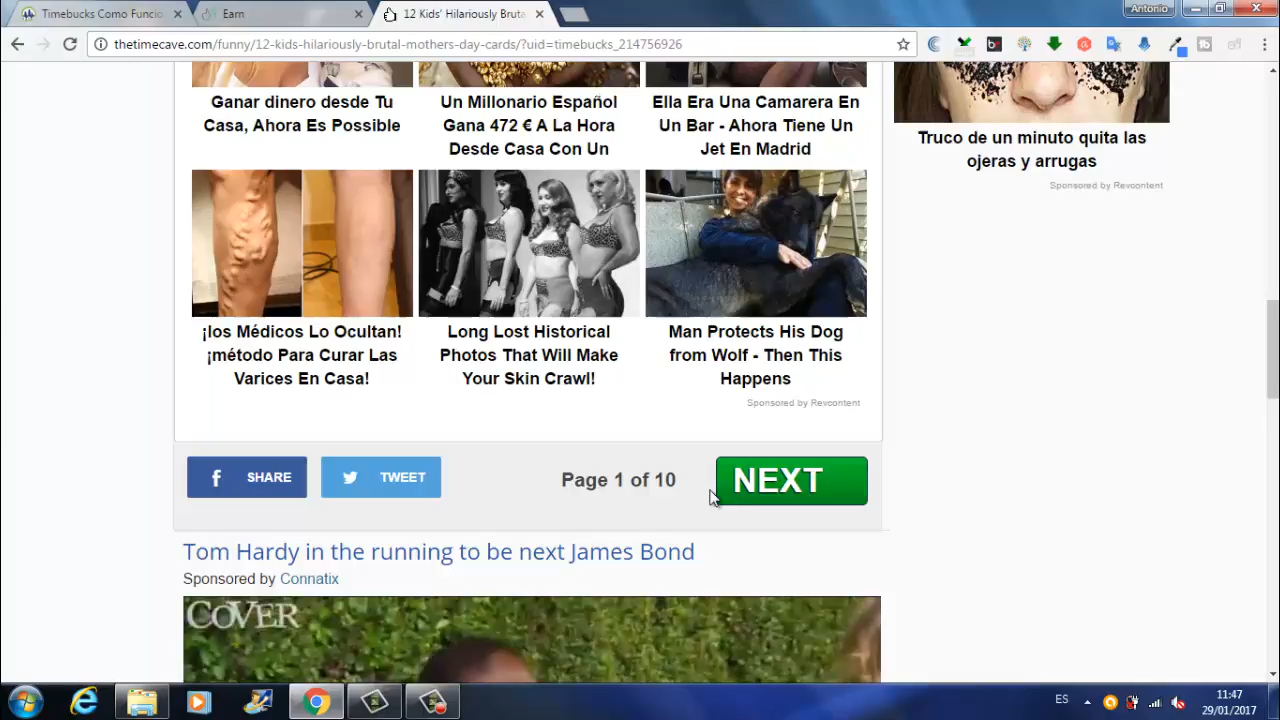 Timebucks Como Funcio
Earn
12 Kids' Hilariously Bruta
Antonio
thetimecave.com/funny/12-kids-hilariously-brutal-mothers-day-cards/?uid=timebucks_214756926
Ganar dinero desde Tu
Casa, Ahora Es Possible
Un Millonario Español
Gana 472 € A La Hora
Desde Casa Con Un
Ella Era Una Camarera En
Un Bar - Ahora Tiene Un
Jet En Madrid
Truco de un minuto quita las
ojeras y arrugas
Sponsored by Revcontent
¡los Médicos Lo Ocultan!
¡método Para Curar Las
Varices En Casa!
Long Lost Historical
Photos That Will Make
Your Skin Crawl!
Man Protects His Dog
from Wolf - Then This
Happens
Sponsored by Revcontent
f SHARE
TWEET
Page 1 of 10
NEXT
Tom Hardy in the running to be next James Bond
Sponsored by Connatix
COVER
ES
11:47
29/01/2017